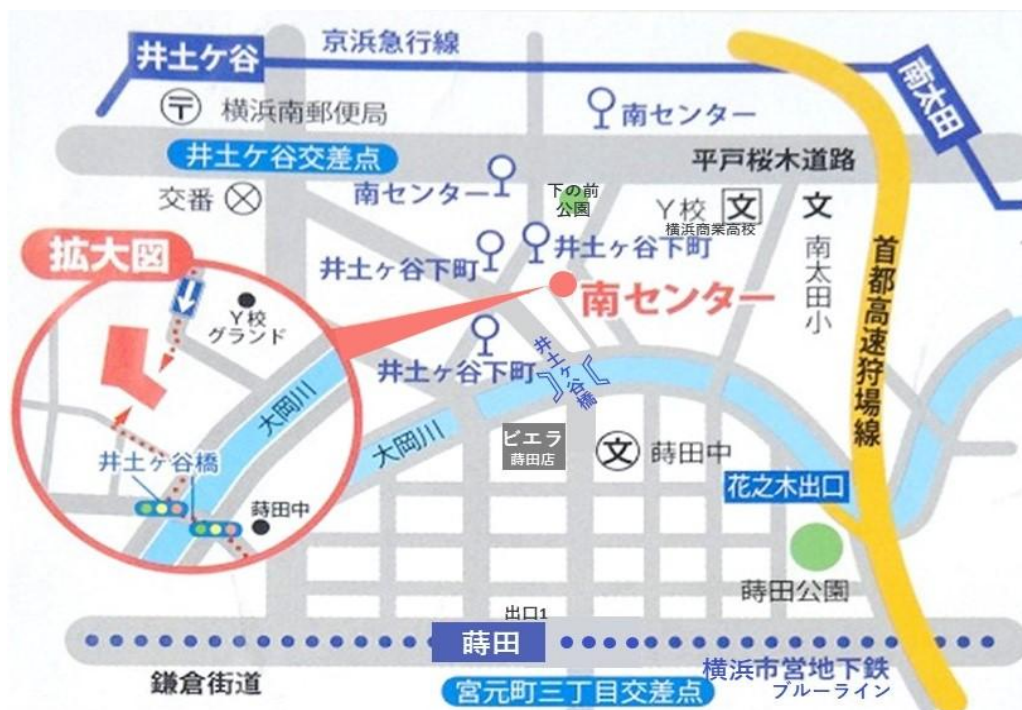 京浜急行線
井土ケ谷
南太田
横浜南郵便局
南センター
井土ケ谷交差点
平戸桜木道路
交番
南センター
下の前
公園
Y校
文
横浜商業高校
文
南太田小
井土ヶ谷下町
井土ヶ谷下町
南センター
首都高速狩場線
拡大図
Y校
グランド
大岡川
井土ヶ谷橋
蒔田中
井土ヶ谷下町
井土ヶ谷橋
大岡川
ビエラ
蒔田店
文
蒔田中
花之木出口
蒔田公園
出口1
蒔田
鎌倉街道
宮元町三丁目交差点
横浜市営地下鉄
ブルーライン